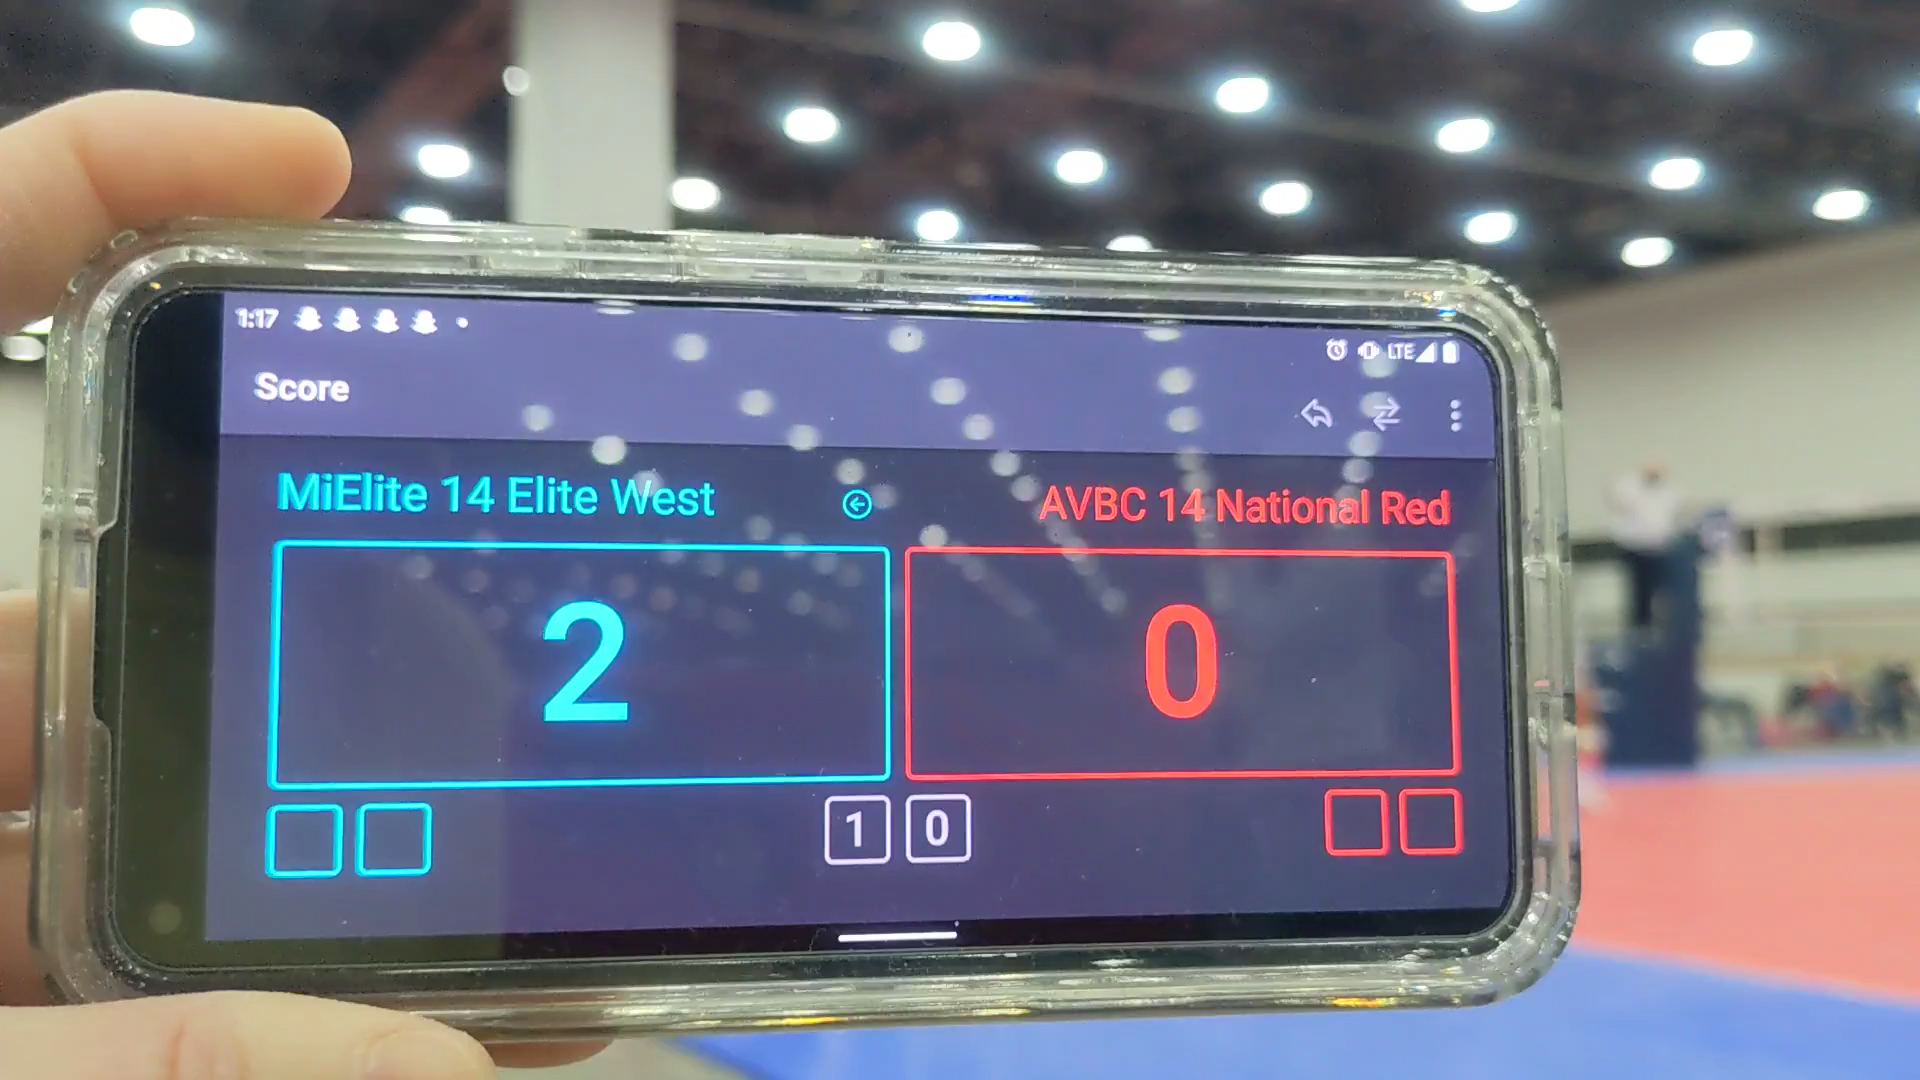 1:17 LTE
Score
MiElite 14 Elite West AVBC 14 National Red
2 0
1 0